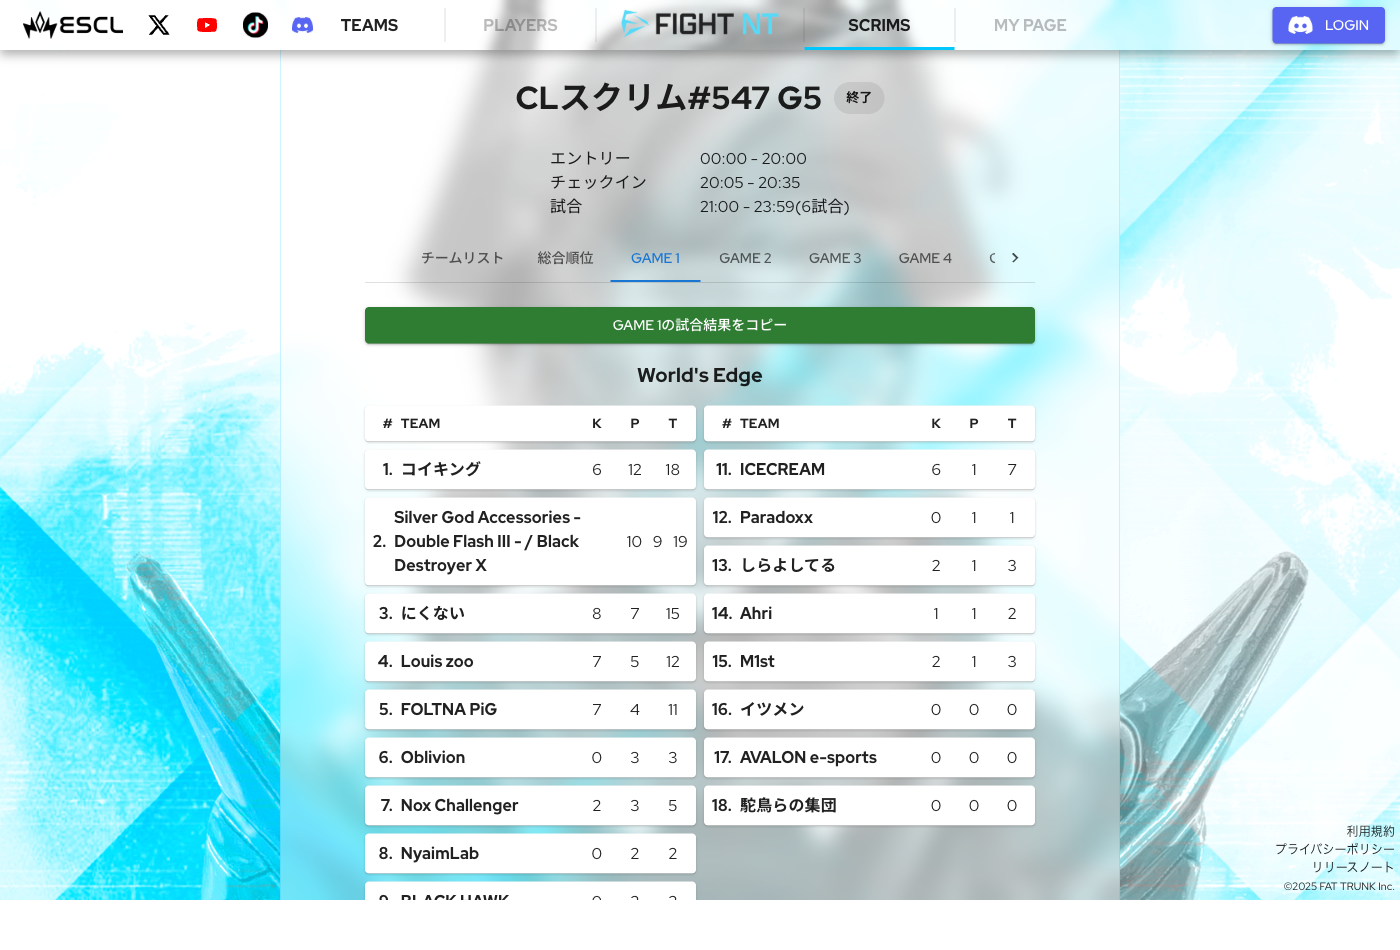 ESCL
TEAMS
PLAYERS
FIGHT NT
SCRIMS
MY PAGE
LOGIN
CLスクリム#547 G5
終了
エントリー 00:00 - 20:00
チェックイン 20:05 - 20:35
試合 21:00 - 23:59(6試合)
チームリスト 総合順位 GAME 1 GAME 2 GAME 3 GAME 4
GAME 1の試合結果をコピー
World's Edge
# TEAM K P T
1. コイキング 6 12 18
2. Silver God Accessories -
Double Flash III - / Black
Destroyer X
10 9 19
3. にくない 8 7 15
4. Louis zoo 7 5 12
5. FOLTNA PiG 7 4 11
6. Oblivion 0 3 3
7. Nox Challenger 2 3 5
8. NyaimLab 0 2 2
9. BLACK HAWK
# TEAM K P T
11. ICECREAM 6 1 7
12. Paradoxx 0 1 1
13. しらよしてる 2 1 3
14. Ahri 1 1 2
15. M1st 2 1 3
16. イツメン 0 0 0
17. AVALON e-sports 0 0 0
18. 駝鳥らの集団 0 0 0
利用規約
プライバシーポリシー
リリースノート
©2025 FAT TRUNK Inc.